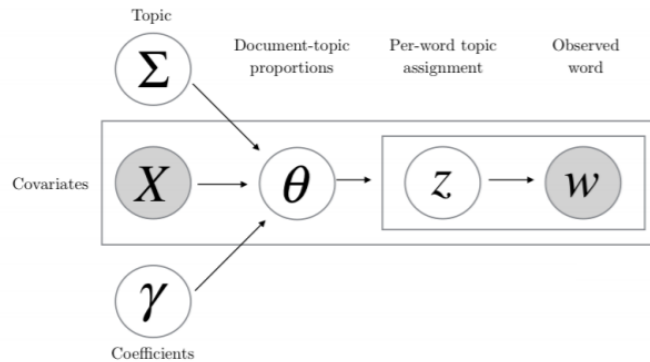 Topic
Σ
Document-topic
proportions
Per-word topic
assignment
Observed
word
Covariates
X
θ
z
w
γ
Coefficients